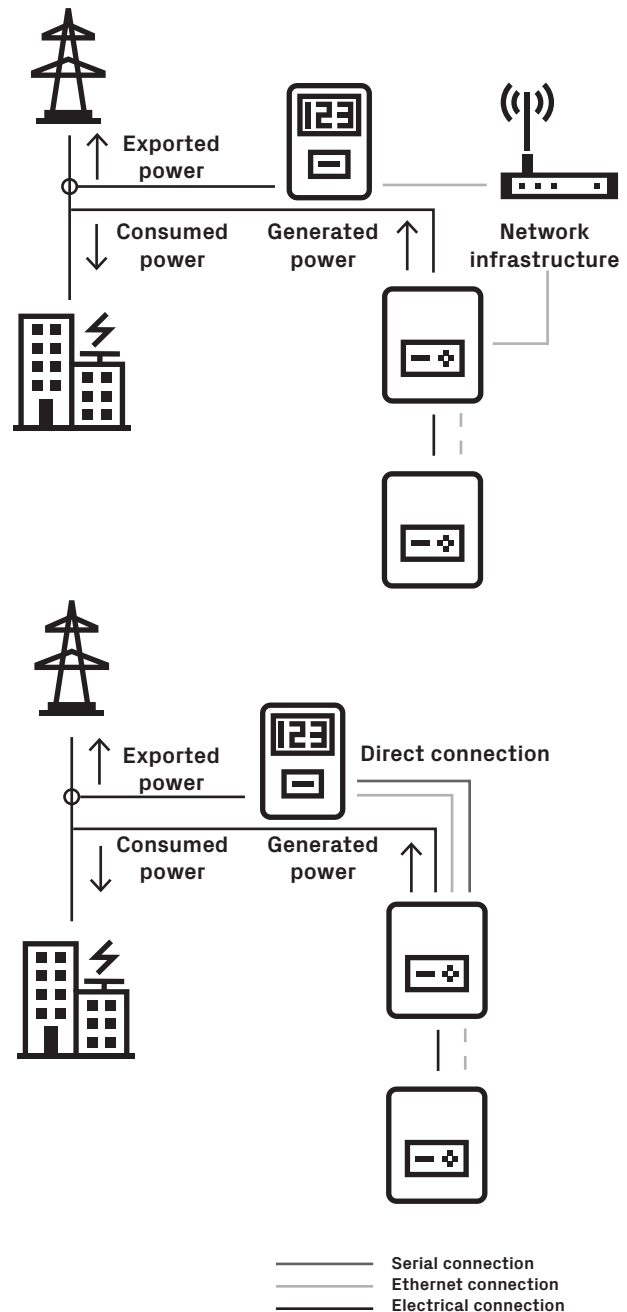 123
Exported
power
Consumed
power
Generated
power
Network
infrastructure
123
Direct connection
Exported
power
Consumed
power
Generated
power
Serial connection
Ethernet connection
Electrical connection